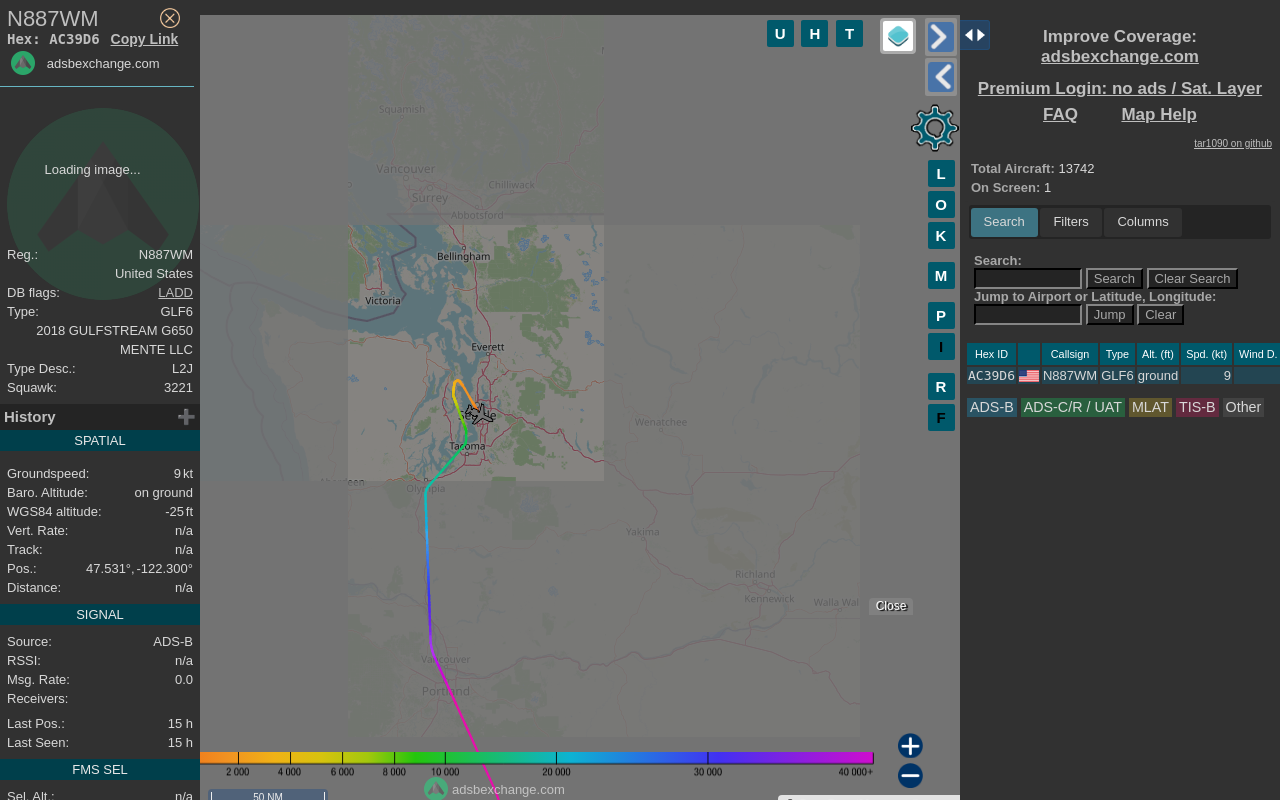 N887WM
Hex: AC39D6 Copy Link
adsbexchange.com
Loading image...
Reg.: N887WM
United States
DB flags: LADD
Type: GLF6
2018 GULFSTREAM G650
MENTE LLC
Type Desc.: L2J
Squawk: 3221
History
SPATIAL
Groundspeed: 9 kt
Baro. Altitude: on ground
WGS84 altitude: -25 ft
Vert. Rate: n/a
Track: n/a
Pos.: 47.531°, -122.300°
Distance: n/a
SIGNAL
Source: ADS-B
RSSI: n/a
Msg. Rate: 0.0
Receivers:
Last Pos.: 15 h
Last Seen: 15 h
FMS SEL
Sel. Alt.: n/a
U H T
L
O
K
M
P
I
R
F
Squamish
Vancouver
Surrey
Chilliwack
Abbotsford
Bellingham
Victoria
Everett
Wenatchee
Tacoma
Olympia
Yakima
Richland
Kennewick
Walla Wal
Vancouver
Portland
Close
2 000 4 000 6 000 8 000 10 000 20 000 30 000 40 000+
adsbexchange.com
50 NM
Improve Coverage:
adsbexchange.com
Premium Login: no ads / Sat. Layer
FAQ Map Help
tar1090 on github
Total Aircraft: 13742
On Screen: 1
Search Filters Columns
Search:
Search Clear Search
Jump to Airport or Latitude, Longitude:
Jump Clear
Hex ID Callsign Type Alt. (ft) Spd. (kt) Wind D.
AC39D6 N887WM GLF6 ground 9
ADS-B ADS-C/R / UAT MLAT TIS-B Other